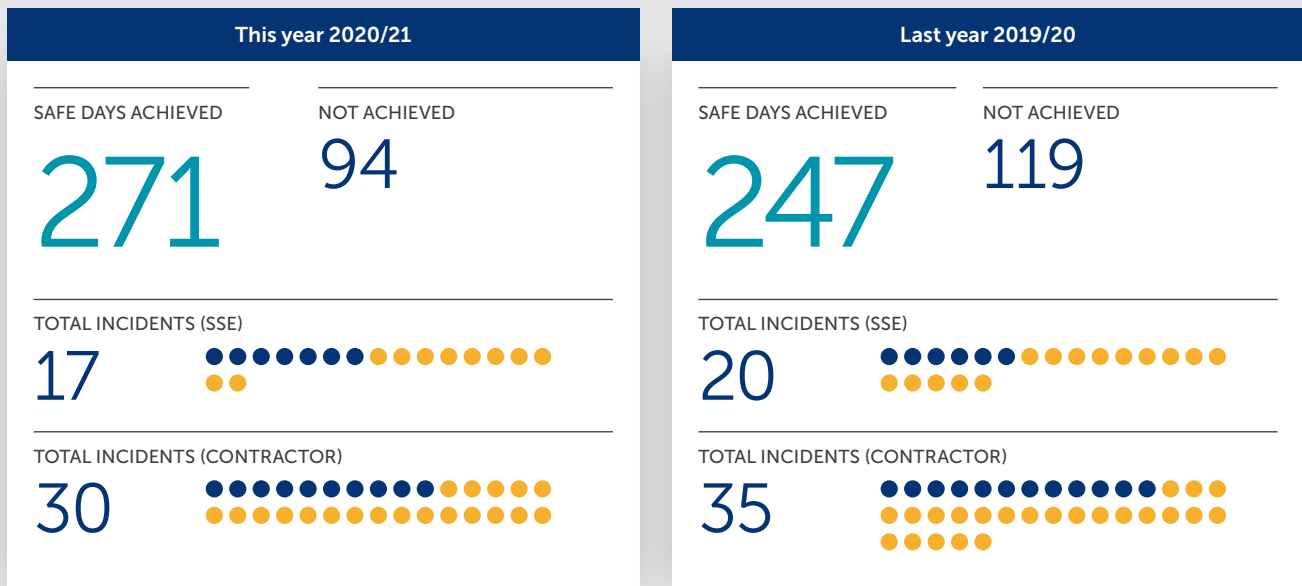 This year 2020/21
SAFE DAYS ACHIEVED
271
NOT ACHIEVED
94
TOTAL INCIDENTS (SSE)
17
TOTAL INCIDENTS (CONTRACTOR)
30
Last year 2019/20
SAFE DAYS ACHIEVED
247
NOT ACHIEVED
119
TOTAL INCIDENTS (SSE)
20
TOTAL INCIDENTS (CONTRACTOR)
35